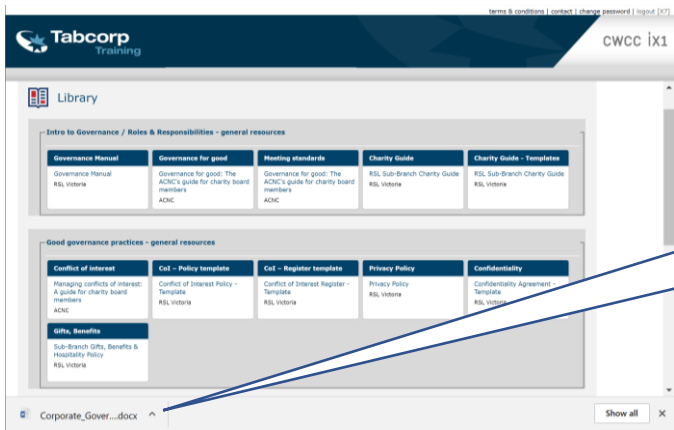 terms & conditions | contact | change password | logout [X7]
Tabcorp
Training
CWCC iX1
Library
Intro to Governance / Roles & Responsibilities - general resources
Governance Manual
Governance Manual
RSL Victoria
Governance for good
Governance for good: The
ACNC's guide for charity board
members
ACNC
Meeting standards
Governance for good: The
ACNC's guide for charity board
members
ACNC
Charity Guide
RSL Sub-Branch Charity Guide
RSL Victoria
Charity Guide - Templates
RSL Sub-Branch Charity Guide
RSL Victoria
Good governance practices - general resources
Conflict of interest
Managing conflicts of interest:
A guide for charity board
members
ACNC
CoI – Policy template
Conflict of Interest Policy -
Template
RSL Victoria
CoI – Register template
Conflict of Interest Register -
Template
RSL Victoria
Privacy Policy
Privacy Policy
RSL Victoria
Confidentiality
Confidentiality Agreement -
Template
RSL Victoria
Gifts, Benefits
Sub-Branch Gifts, Benefits &
Hospitality Policy
RSL Victoria
Corporate_Gover....docx
Show all